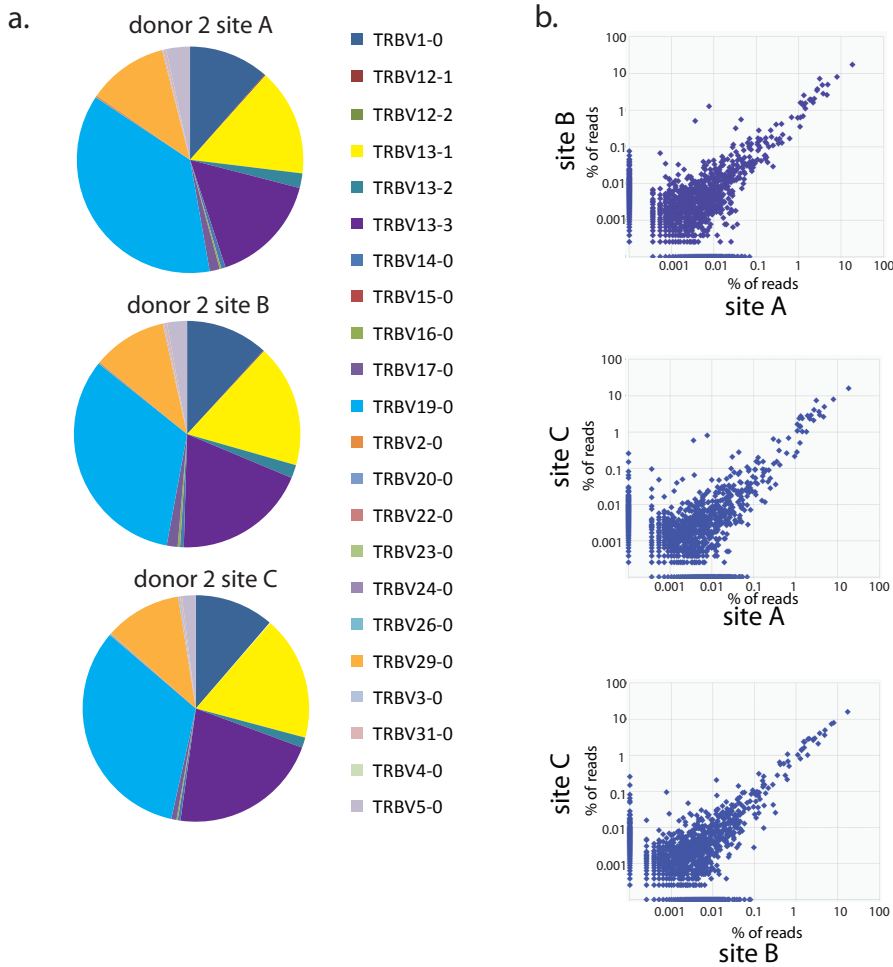 a.
donor 2 site A
donor 2 site B
donor 2 site C
TRBV1-0
TRBV12-1
TRBV12-2
TRBV13-1
TRBV13-2
TRBV13-3
TRBV14-0
TRBV15-0
TRBV16-0
TRBV17-0
TRBV19-0
TRBV2-0
TRBV20-0
TRBV22-0
TRBV23-0
TRBV24-0
TRBV26-0
TRBV29-0
TRBV3-0
TRBV31-0
TRBV4-0
TRBV5-0
b.
site B
% of reads
100
10
1
0.1
0.01
0.001
0.001 0.01 0.1 1 10 100
% of reads
site A
site C
% of reads
100
10
1
0.1
0.01
0.001
0.001 0.01 0.1 1 10 100
% of reads
site A
site C
% of reads
100
10
1
0.1
0.01
0.001
0.001 0.01 0.1 1 10 100
% of reads
site B